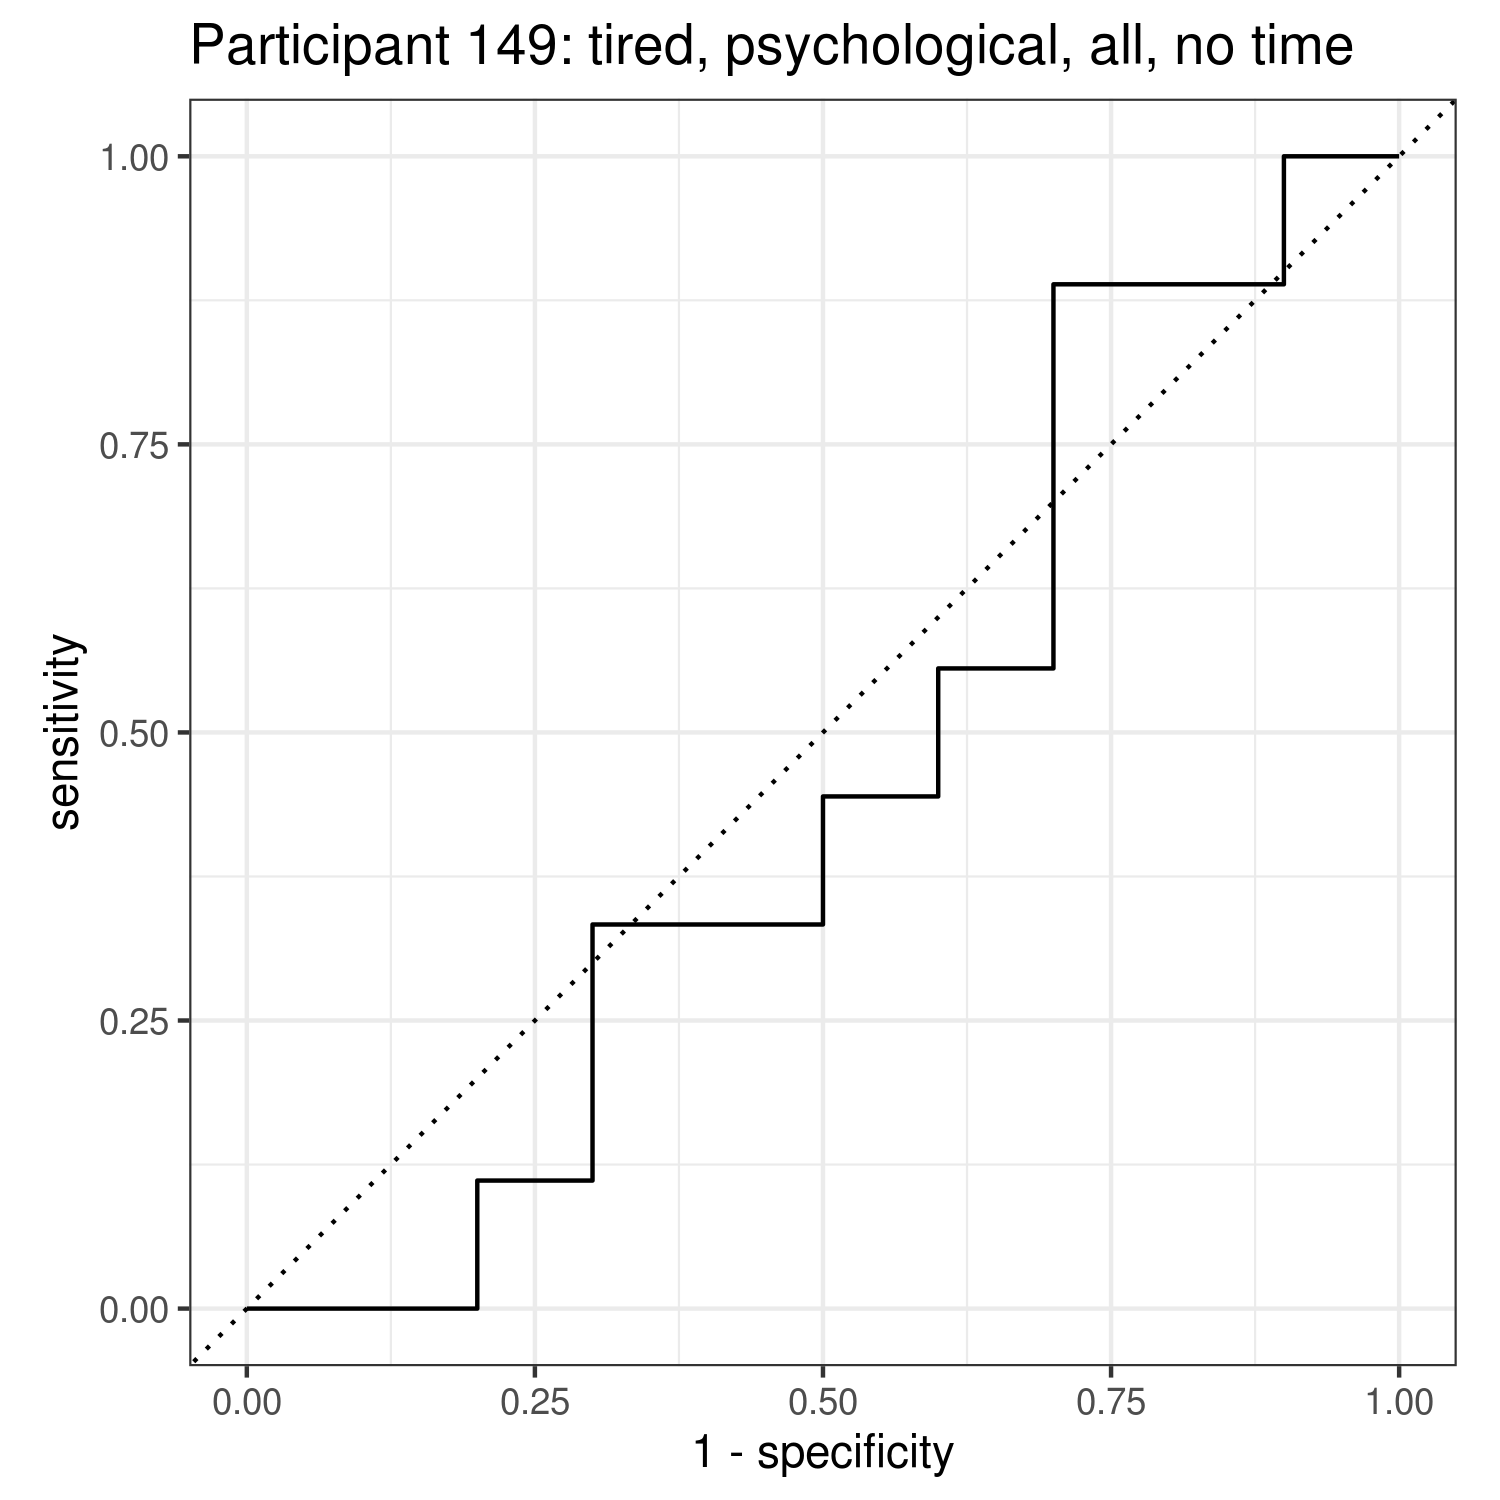 Participant 149: tired, psychological, all, no time
1.00
0.75
0.50
0.25
0.00
sensitivity
0.00 0.25 0.50 0.75 1.00
1 - specificity